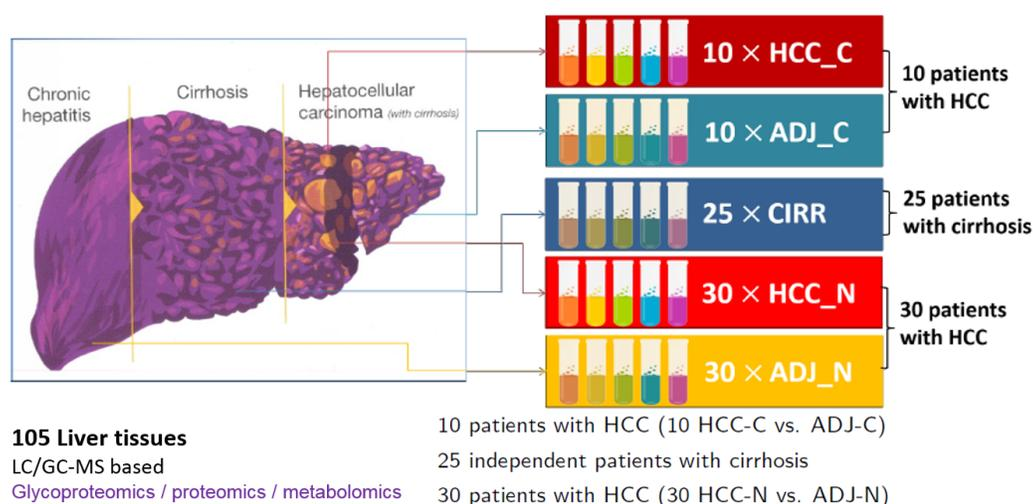 Chronic
hepatitis
Cirrhosis
Hepatocellular
carcinoma (with cirrhosis)
10 × HCC_C
10 × ADJ_C
10 patients
with HCC
25 × CIRR
25 patients
with cirrhosis
30 × HCC_N
30 × ADJ_N
30 patients
with HCC
105 Liver tissues
LC/GC-MS based
Glycoproteomics / proteomics / metabolomics
10 patients with HCC (10 HCC-C vs. ADJ-C)
25 independent patients with cirrhosis
30 patients with HCC (30 HCC-N vs. ADJ-N)